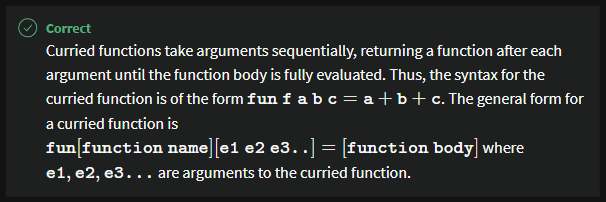 Correct
Curried functions take arguments sequentially, returning a function after each
argument until the function body is fully evaluated. Thus, the syntax for the
curried function is of the form fun f a b c = a + b + c. The general form for
a curried function is
fun[function name][e1 e2 e3..] = [function body] where
e1, e2, e3... are arguments to the curried function.